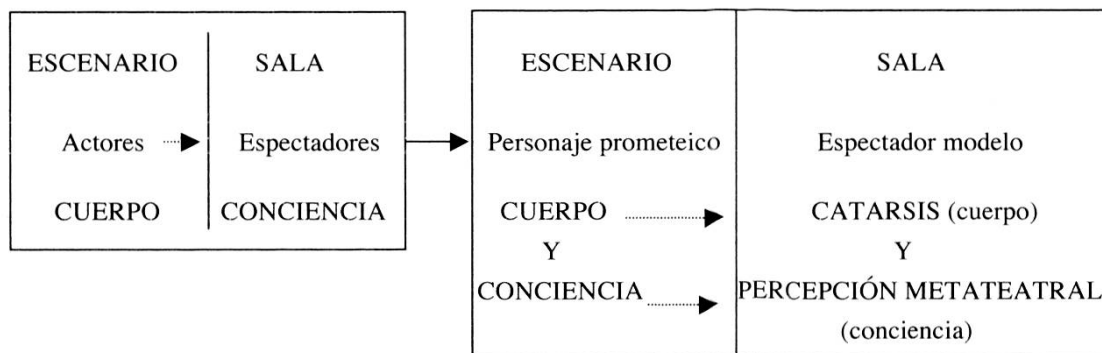 ESCENARIO SALA
Actores Espectadores
CUERPO CONCIENCIA
ESCENARIO SALA
Personaje prometeico Espectador modelo
CUERPO CATARSIS (cuerpo)
Y Y
CONCIENCIA PERCEPCIÓN METATEATRAL
(conciencia)